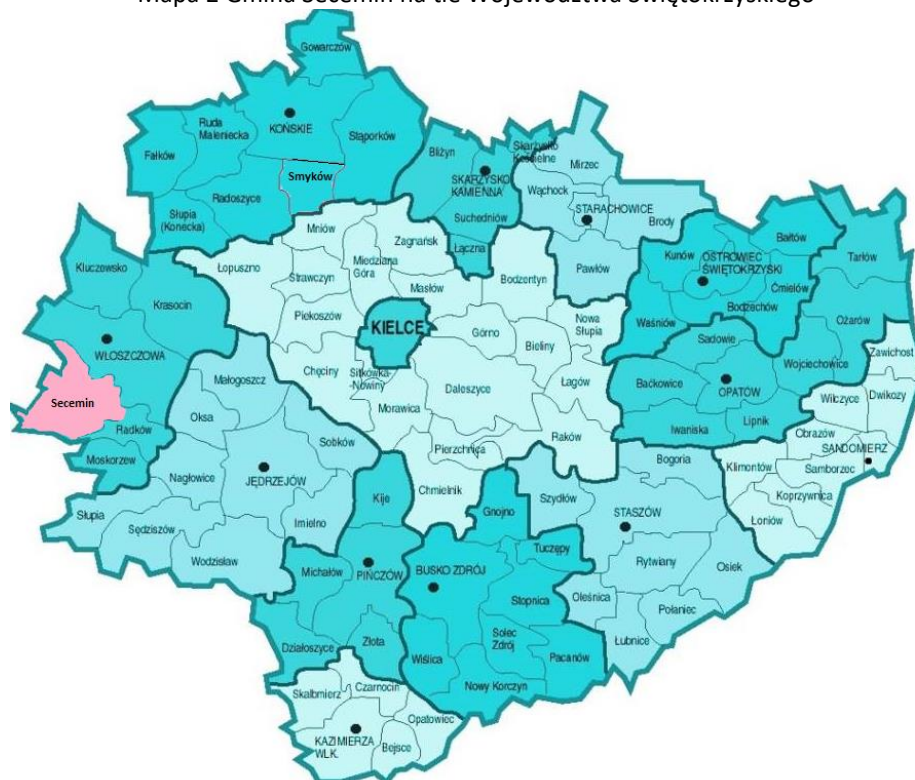 Mapa 2 Gmina Secemin na tle Województwa Świętokrzyskiego
Gowarczów
Ruda
Maleniecka
KOŃSKIE
Stąporków
Fałków
Smyków
Radoszyce
Słupia
(Konecka)
Bliżyn
Skarżysko
Kościelne
SKARŻYSKO
KAMIENNA
Suchedniów
Łączna
Mirzec
Wąchock
STARACHOWICE
Brody
Pawłów
Mniów
Zagnańsk
Łopuszno
Strawczyn
Miedziana
Góra
Masłów
Bodzentyn
Piekoszów
KIELCE
Górno
Bieliny
Nowa
Słupia
Chęciny
Sitkówka-
-Nowiny
Daleszyce
Łagów
Morawica
Pierzchnica
Raków
Chmielnik
Kunów
OSTROWIEC
ŚWIĘTOKRZYSKI
Bałtów
Ćmielów
Bodzechów
Waśniów
Tarłów
Ożarów
Sadowie
Wojciechowice
Baćkowice
OPATÓW
Iwaniska
Lipnik
Zawichost
Dwikozy
Wilczyce
Obrazów
SANDOMIERZ
Klimontów
Samborzec
Koprzywnica
Łoniów
Kluczewsko
Krasocin
WŁOSZCZOWA
Secemin
Radków
Moskorzew
Małogoszcz
Oksa
Sobków
Nagłowice
JĘDRZEJÓW
Słupia
Sędziszów
Imielno
Wodzisław
Kije
Michałów
PIŃCZÓW
Działoszyce
Złota
Gnojno
BUSKO ZDRÓJ
Tuczępy
Stopnica
Solec
Zdrój
Wiślica
Pacanów
Nowy Korczyn
Bogoria
Szydłów
STASZÓW
Rytwiany
Osiek
Oleśnica
Połaniec
Łubnice
Skalbmierz
Czarnocin
Opatowiec
KAZIMIERZA
WLK.
Bejsce